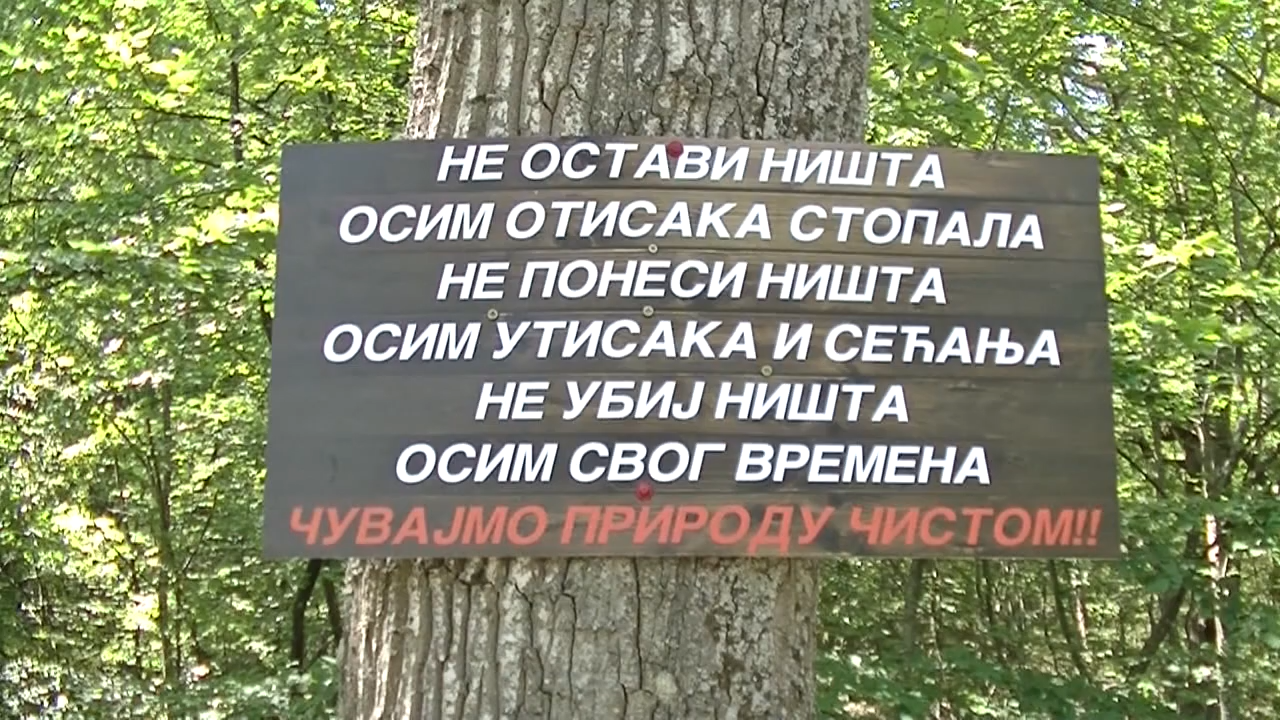 НЕ ОСТАВИ НИШТА
ОСИМ ОТИСАКА СТОПАЛА
НЕ ПОНЕСИ НИШТА
ОСИМ УТИСАКА И СЕЋАЊА
НЕ УБИЈ НИШТА
ОСИМ СВОГ ВРЕМЕНА
ЧУВАЈМО ПРИРОДУ ЧИСТОМ!!